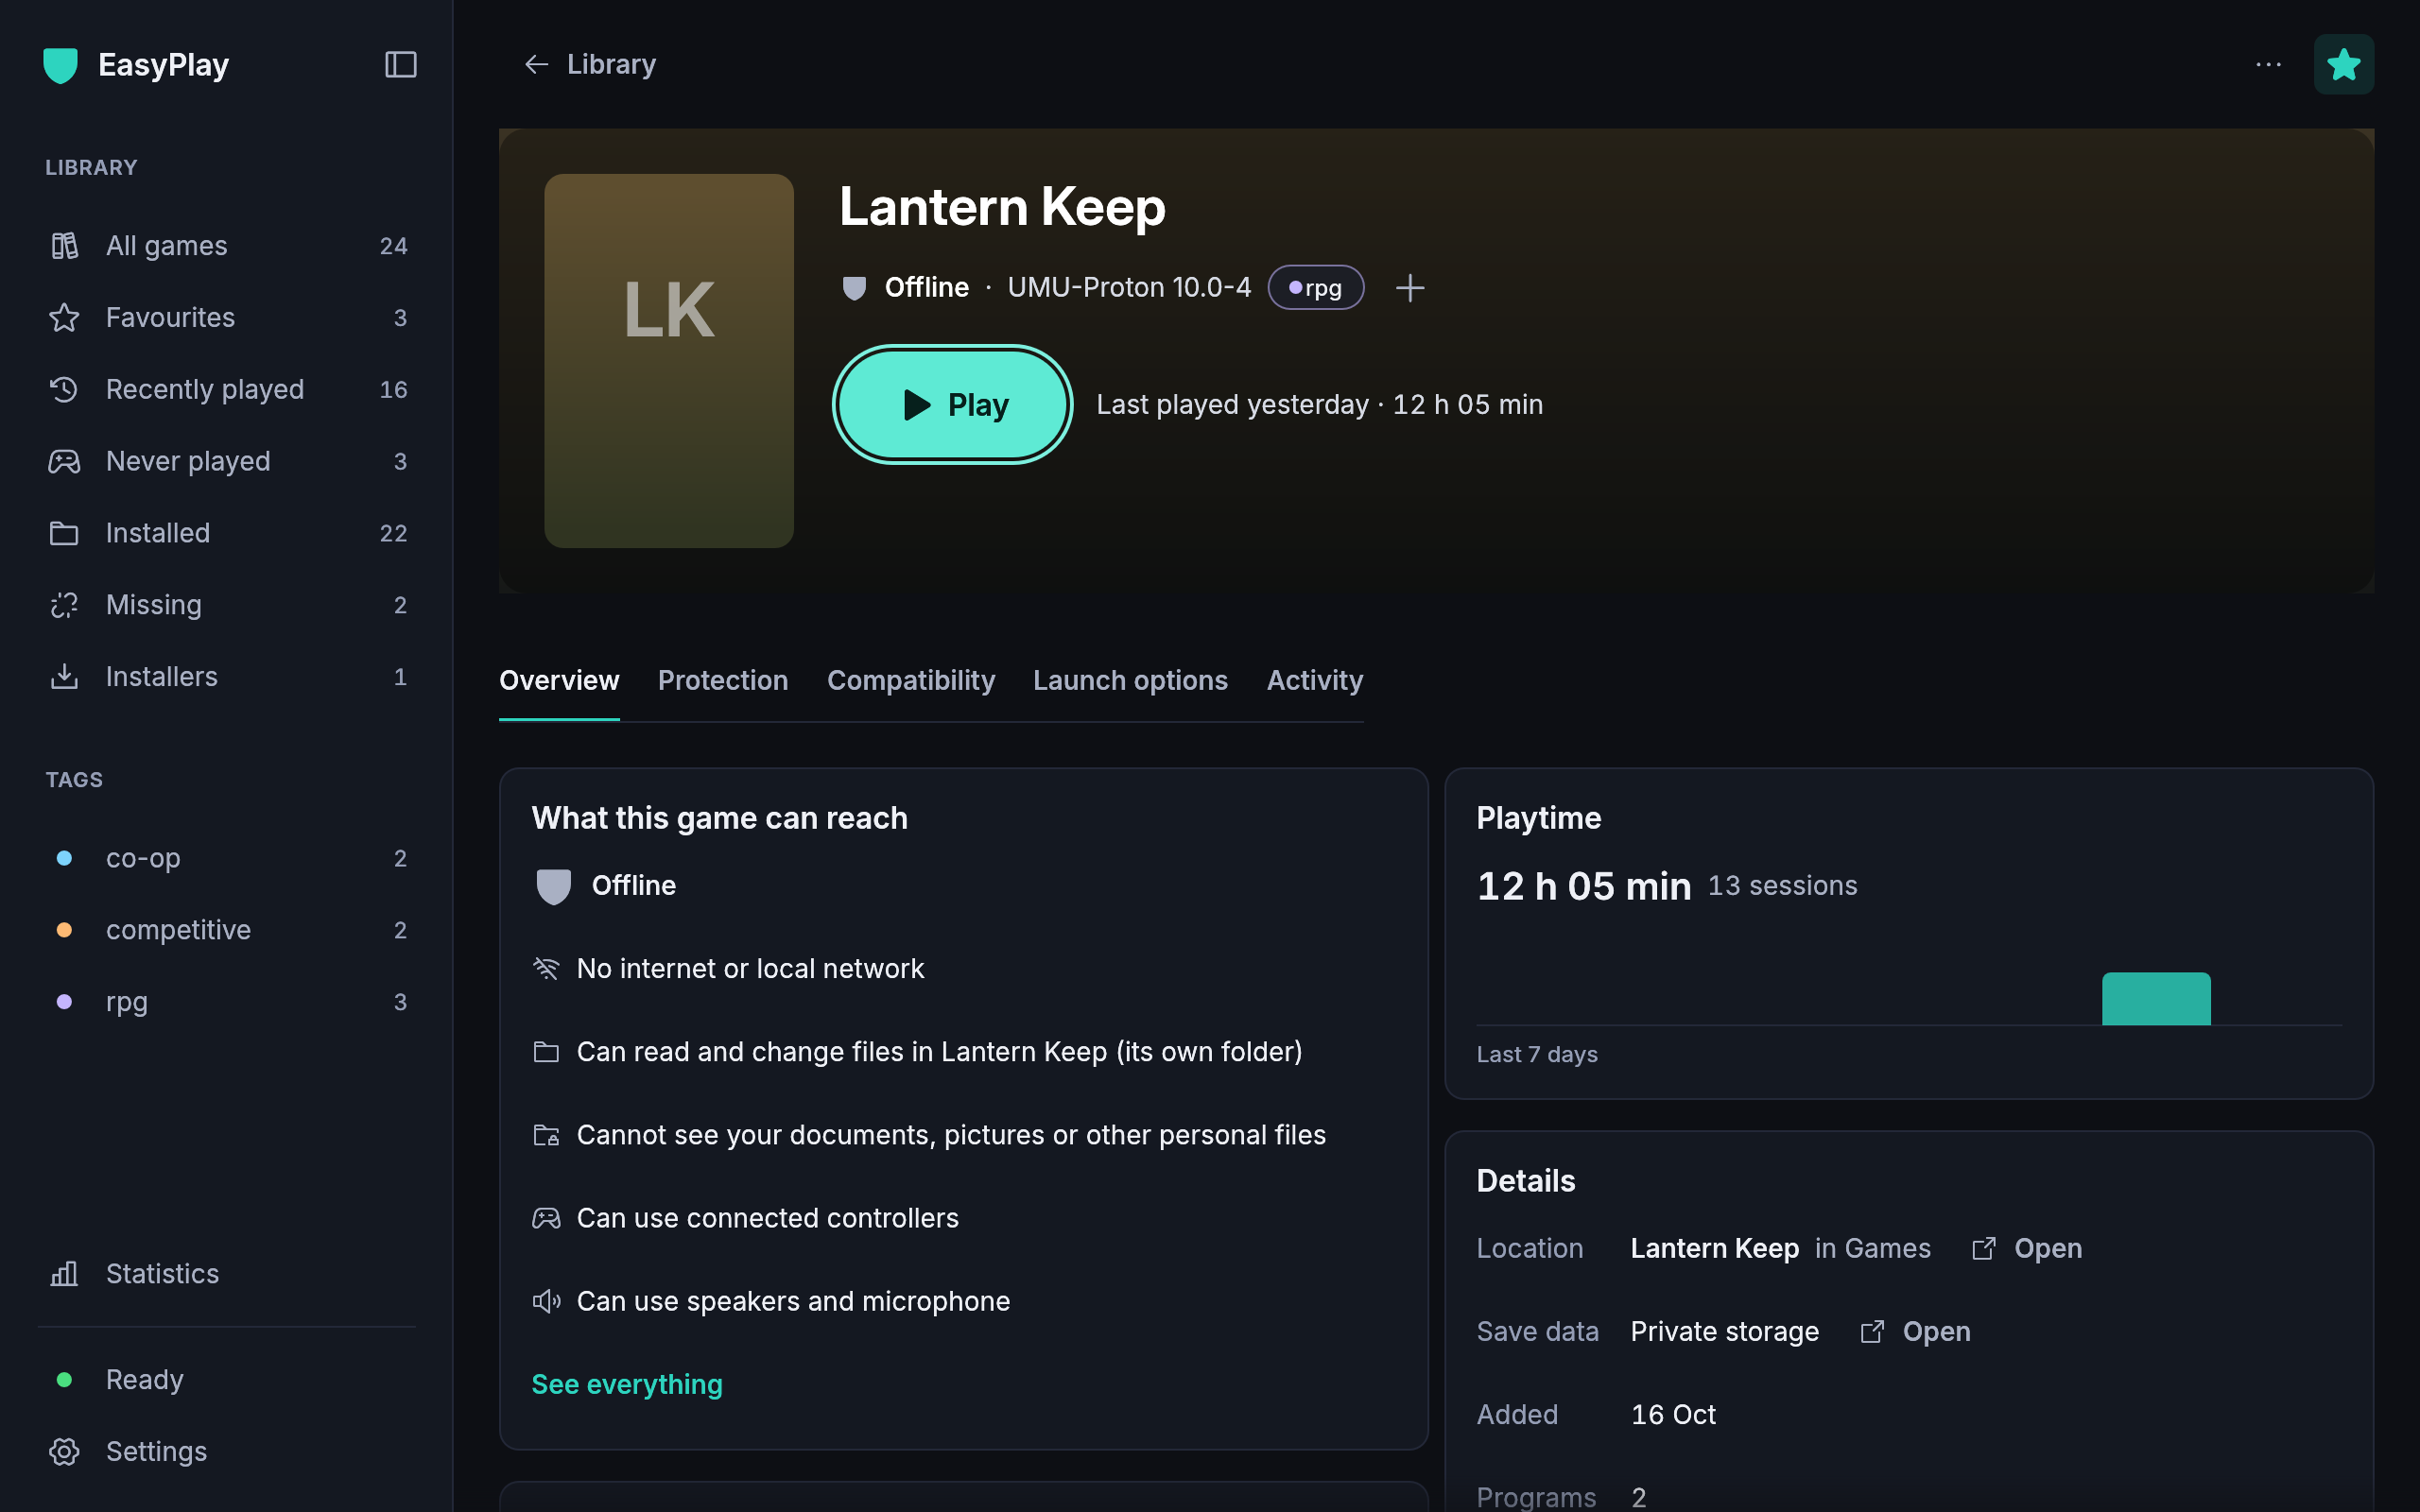 EasyPlay
LIBRARY
All games 24
Favourites 3
Recently played 16
Never played 3
Installed 22
Missing 2
Installers 1
TAGS
co-op 2
competitive 2
rpg 3
Statistics
Ready
Settings
Library
LK
Lantern Keep
Offline · UMU-Proton 10.0-4 rpg
Play
Last played yesterday · 12 h 05 min
Overview Protection Compatibility Launch options Activity
What this game can reach
Offline
No internet or local network
Can read and change files in Lantern Keep (its own folder)
Cannot see your documents, pictures or other personal files
Can use connected controllers
Can use speakers and microphone
See everything
Playtime
12 h 05 min 13 sessions
Last 7 days
Details
Location Lantern Keep in Games Open
Save data Private storage Open
Added 16 Oct
Programs 2